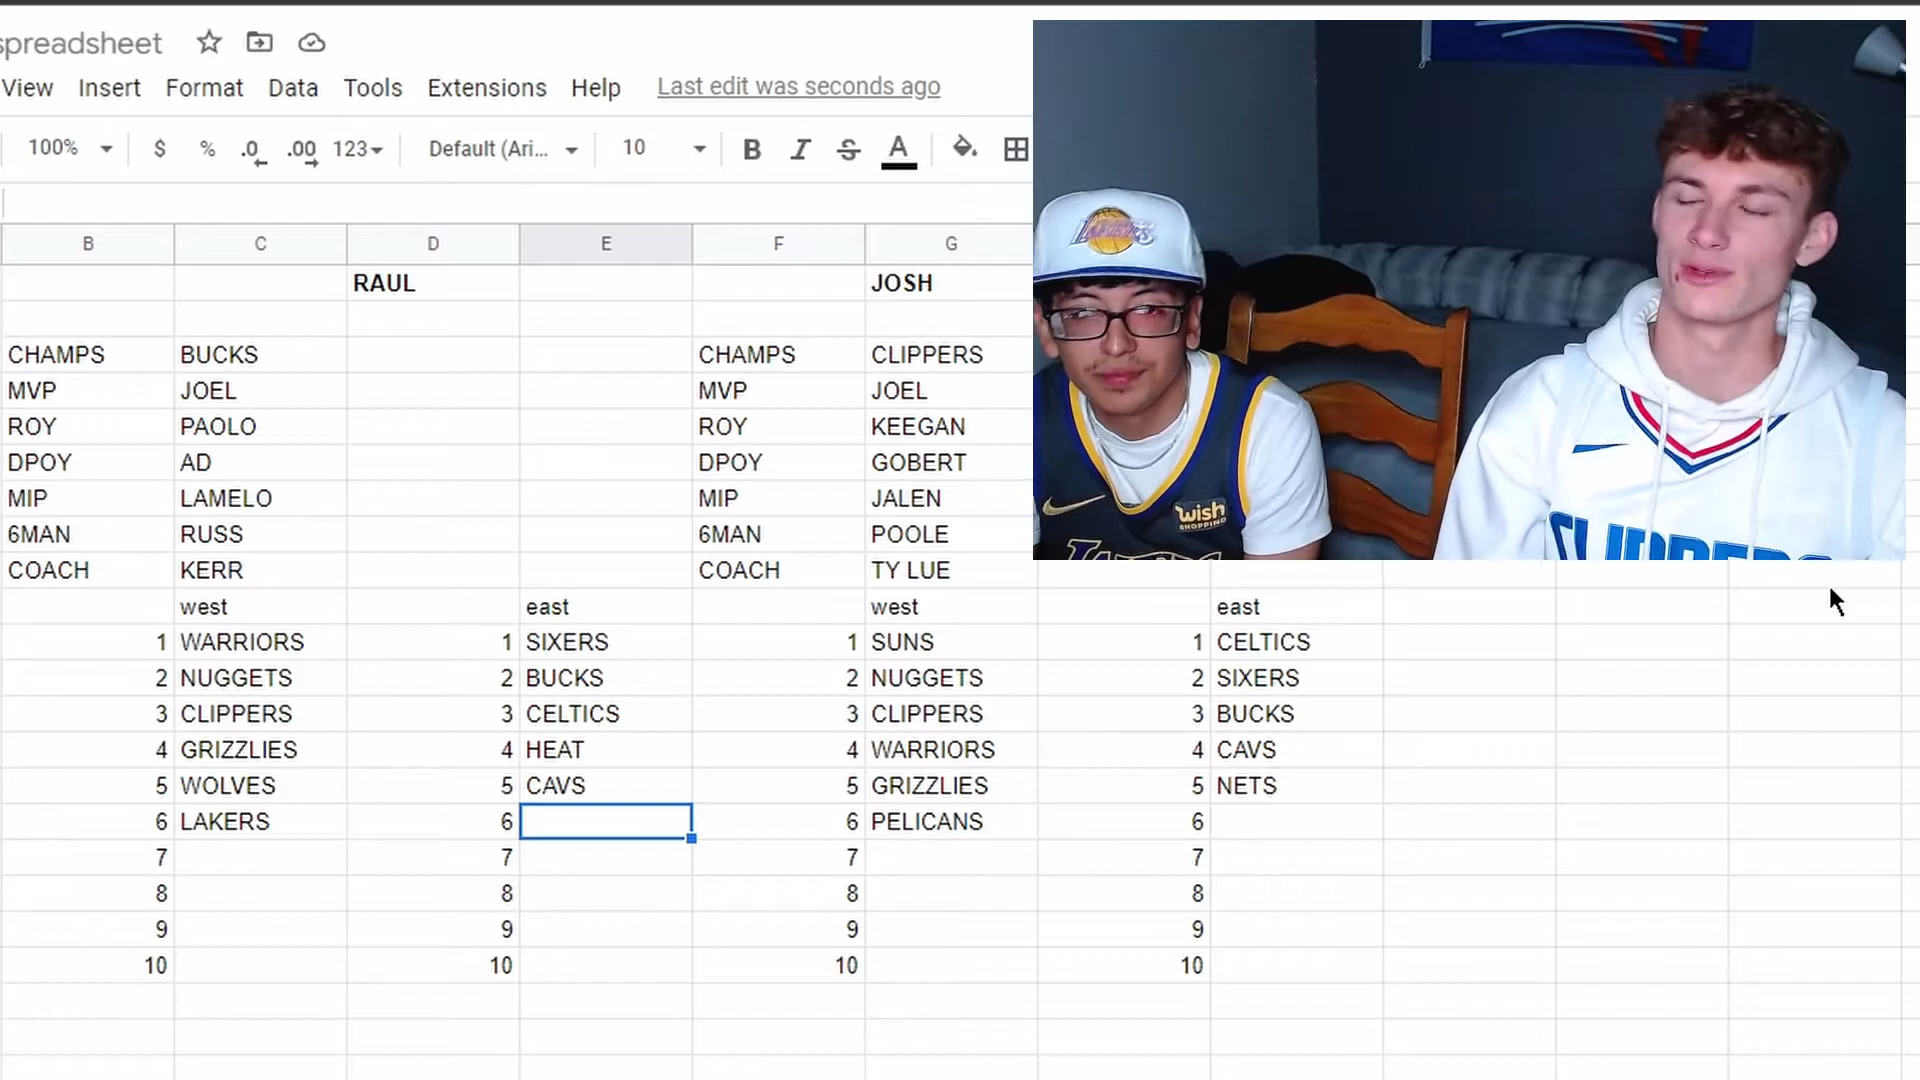 spreadsheet
View Insert Format Data Tools Extensions Help Last edit was seconds ago
100% $ % .0 .00 123 Default (Ari... 10 B I S A
B C D E F G
RAUL JOSH
CHAMPS BUCKS CHAMPS CLIPPERS
MVP JOEL MVP JOEL
ROY PAOLO ROY KEEGAN
DPOY AD DPOY GOBERT
MIP LAMELO MIP JALEN
6MAN RUSS 6MAN POOLE
COACH KERR COACH TY LUE
west east west east
1 WARRIORS 1 SIXERS 1 SUNS 1 CELTICS
2 NUGGETS 2 BUCKS 2 NUGGETS 2 SIXERS
3 CLIPPERS 3 CELTICS 3 CLIPPERS 3 BUCKS
4 GRIZZLIES 4 HEAT 4 WARRIORS 4 CAVS
5 WOLVES 5 CAVS 5 GRIZZLIES 5 NETS
6 LAKERS 6 6 PELICANS 6
7 7 7 7
8 8 8 8
9 9 9 9
10 10 10 10
LAKERS
wish
SHOPPING
LAKERS
CLIPPERS